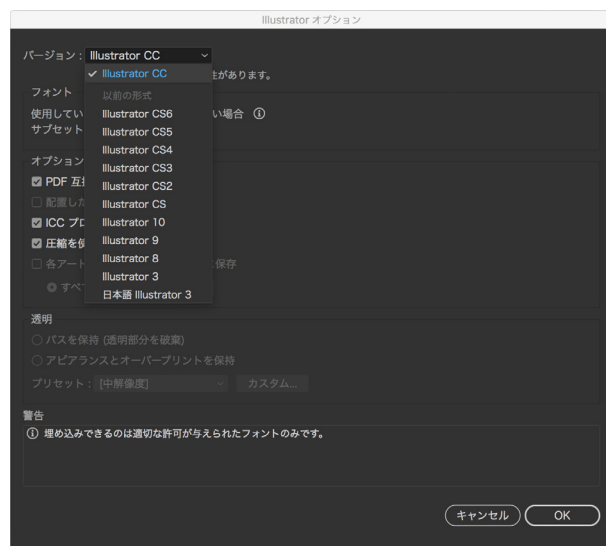 Illustrator オプション
バージョン : Illustrator CC
Illustrator CC
性があります。
以前の形式
Illustrator CS6
Illustrator CS5
Illustrator CS4
Illustrator CS3
Illustrator CS2
Illustrator CS
Illustrator 10
Illustrator 9
Illustrator 8
Illustrator 3
日本語 Illustrator 3
フォント
使用してい
い場合
サブセット
オプション
PDF 互
配置した
ICC プロ
圧縮を使
各アート
保存
すべて
透明
パスを保持 (透明部分を破棄)
アピアランスとオーバープリントを保持
プリセット : [中解像度] カスタム...
警告
埋め込みできるのは適切な許可が与えられたフォントのみです。
キャンセル OK